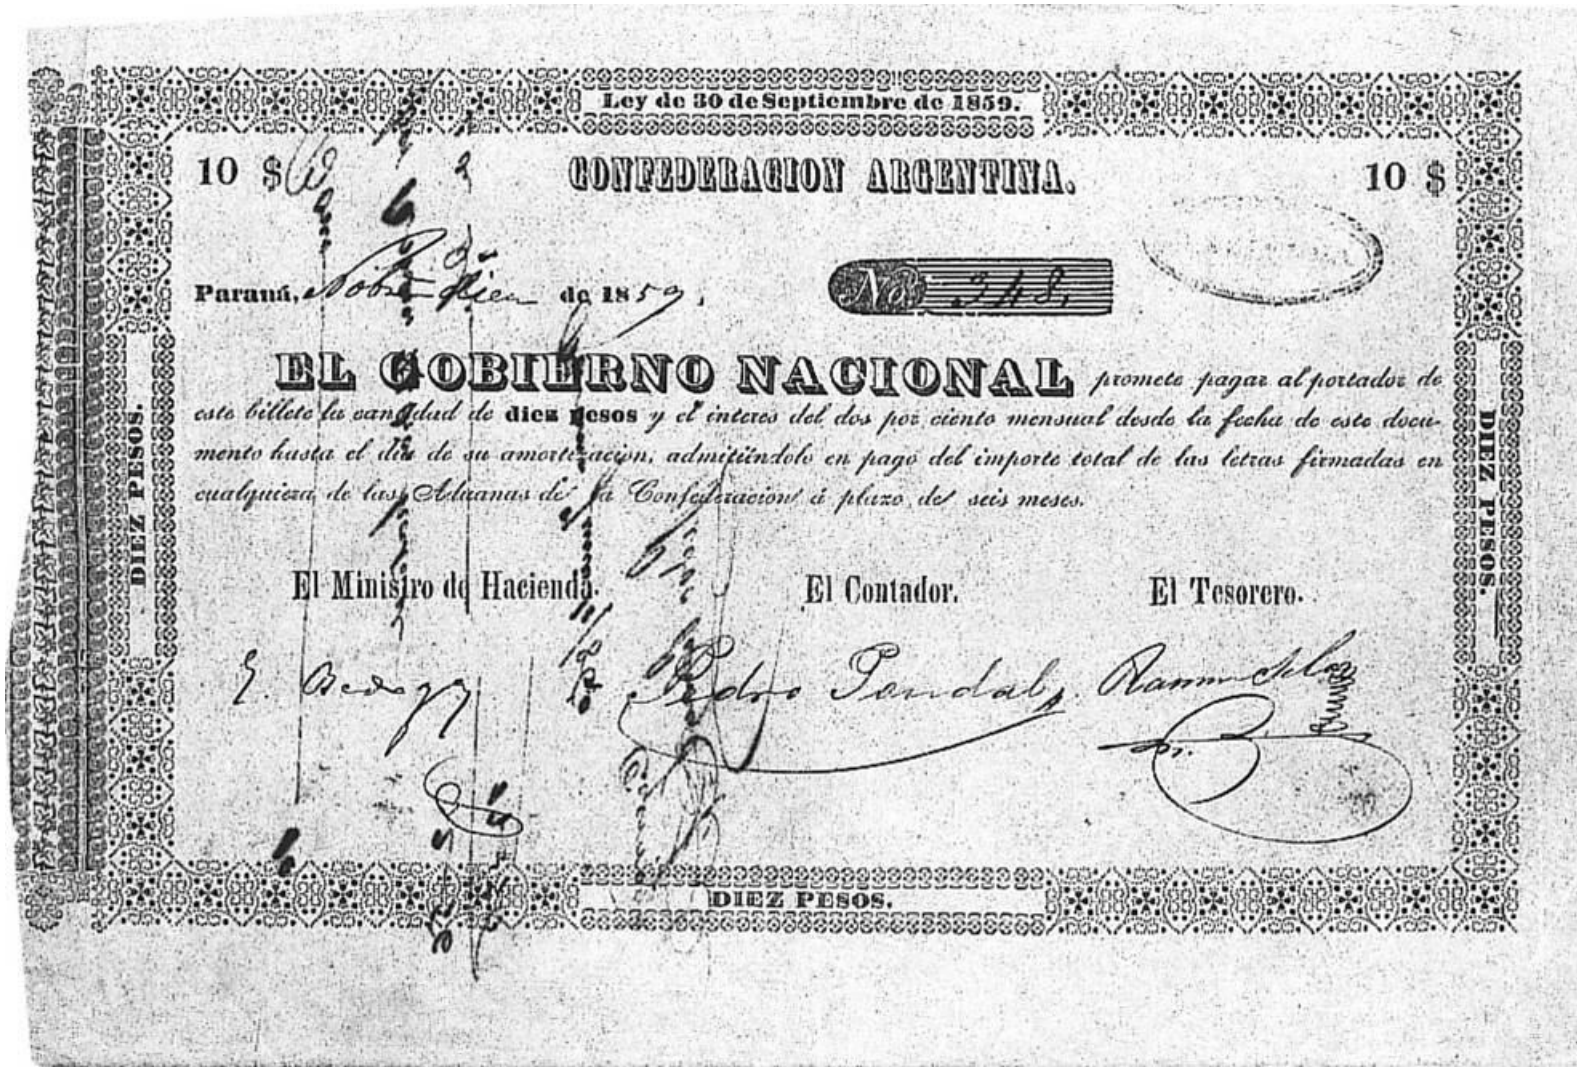 Ley de 30 de Septiembre de 1859.
10 $ CONFEDERACION ARGENTINA. 10 $
Paraná, de 1859.
No. 348.
EL GOBIERNO NACIONAL promete pagar al portador de
este billete la cantidad de diez pesos y el interes del dos por ciento mensual desde la fecha de este docu-
mento hasta el dia de su amortizacion, admitiéndolo en pago del importe total de las letras firmadas en
cualquiera de las Aduanas de la Confederacion á plazo de seis meses.
El Ministro de Hacienda. El Contador. El Tesorero.
Pedro
DIEZ PESOS.
DIEZ PESOS.
DIEZ PESOS.